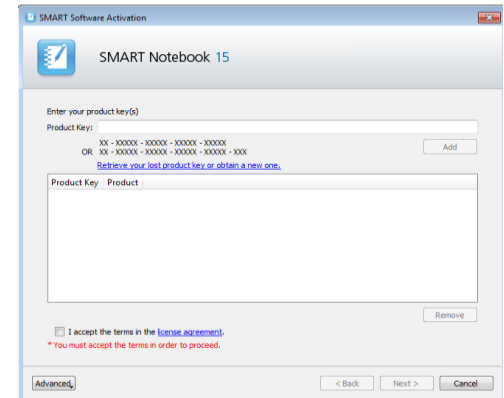 SMART Software Activation
SMART Notebook 15
Enter your product key(s)
Product Key:
XX - XXXXX - XXXXX - XXXXX - XXXXX
OR XX - XXXXX - XXXXX - XXXXX - XXXXX - XXX
Add
Retrieve your lost product key or obtain a new one.
Product Key Product
Remove
I accept the terms in the license agreement.
* You must accept the terms in order to proceed.
Advanced
< Back Next > Cancel